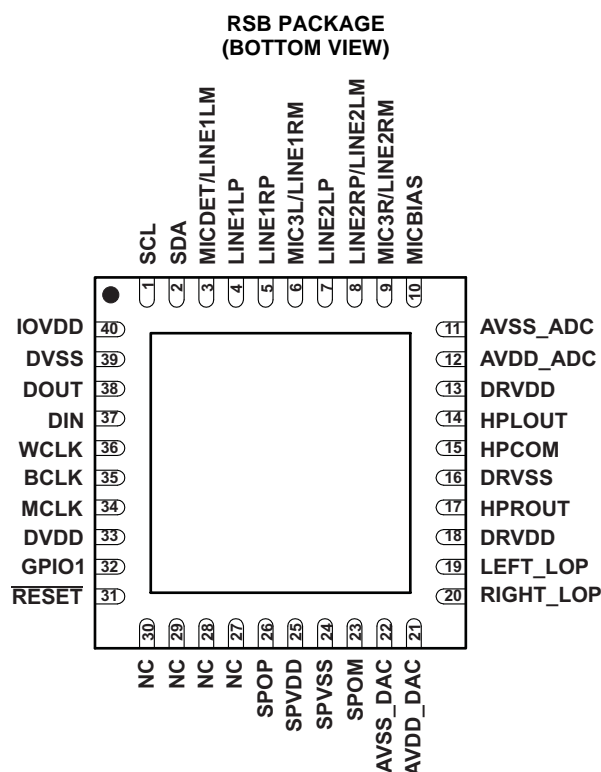 RSB PACKAGE
(BOTTOM VIEW)
SCL
SDA
MICDET/LINE1LM
LINE1LP
LINE1RP
MIC3L/LINE1RM
LINE2LP
LINE2RP/LINE2LM
MIC3R/LINE2RM
MICBIAS
1
2
3
4
5
6
7
8
9
10
IOVDD 40
DVSS 39
DOUT 38
DIN 37
WCLK 36
BCLK 35
MCLK 34
DVDD 33
GPIO1 32
RESET 31
11 AVSS_ADC
12 AVDD_ADC
13 DRVDD
14 HPLOUT
15 HPCOM
16 DRVSS
17 HPROUT
18 DRVDD
19 LEFT_LOP
20 RIGHT_LOP
30
29
28
27
26
25
24
23
22
21
NC
NC
NC
NC
SPOP
SPVDD
SPVSS
SPOM
AVSS_DAC
AVDD_DAC